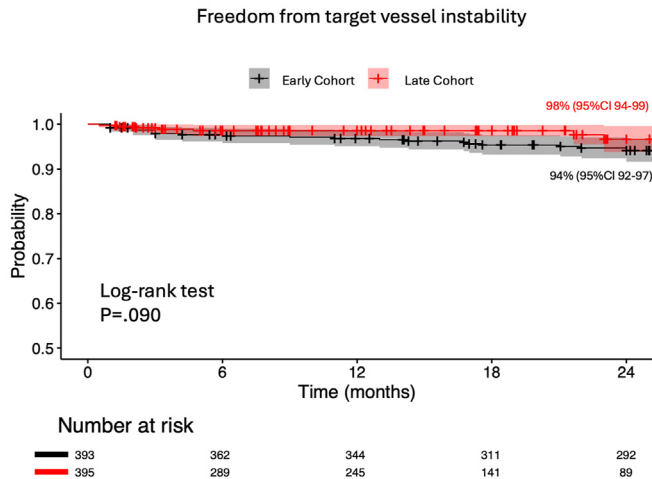 Freedom from target vessel instability
Early Cohort Late Cohort
98% (95%CI 94-99)
1.0
0.9
94% (95%CI 92-97)
0.8
0.7
0.6
0.5
Probability
Log-rank test
P=.090
0 6 12 18 24
Time (months)
Number at risk
393 362 344 311 292
395 289 245 141 89